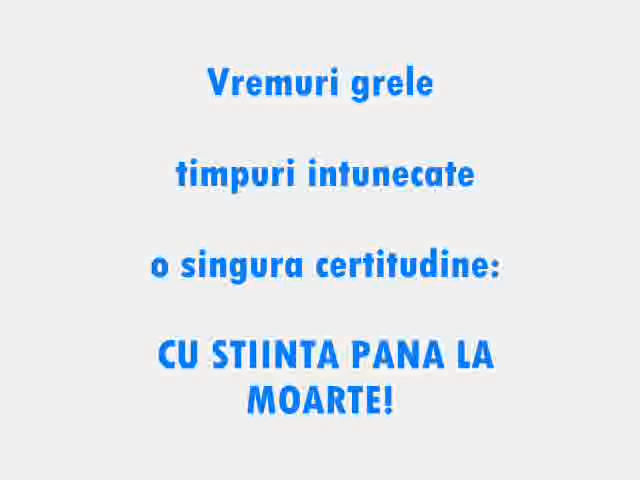 Vremuri grele
timpuri intunecate
o singura certitudine:
CU STIINTA PANA LA
MOARTE!